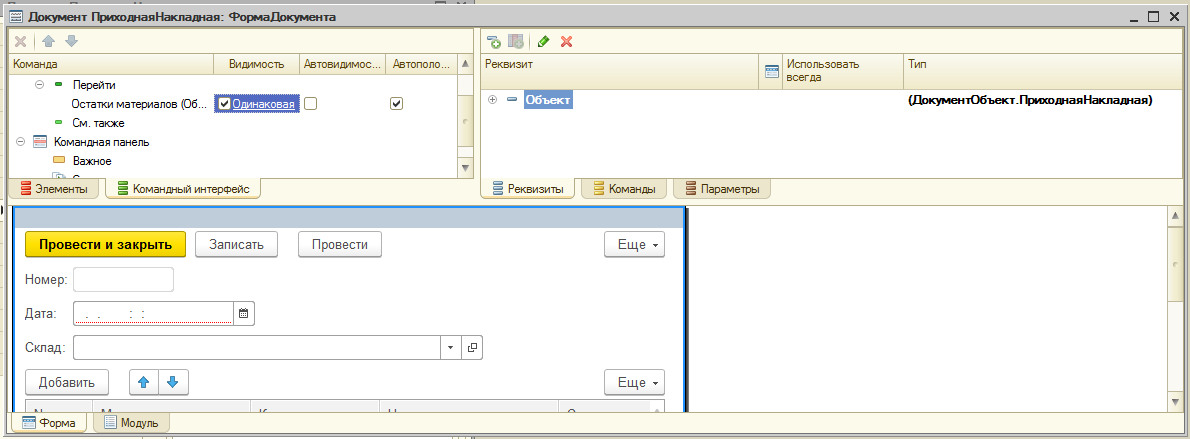 Документ ПриходнаяНакладная: ФормаДокумента
Команда Видимость Автовидимос... Автополо...
Перейти
Остатки материалов (Об... Одинаковая
См. также
Командная панель
Важное
Элементы Командный интерфейс
Реквизит Использовать всегда Тип
Объект (ДокументОбъект.ПриходнаяНакладная)
Реквизиты Команды Параметры
Провести и закрыть Записать Провести Еще
Номер:
Дата: . . : :
Склад:
Добавить Еще
Форма Модуль